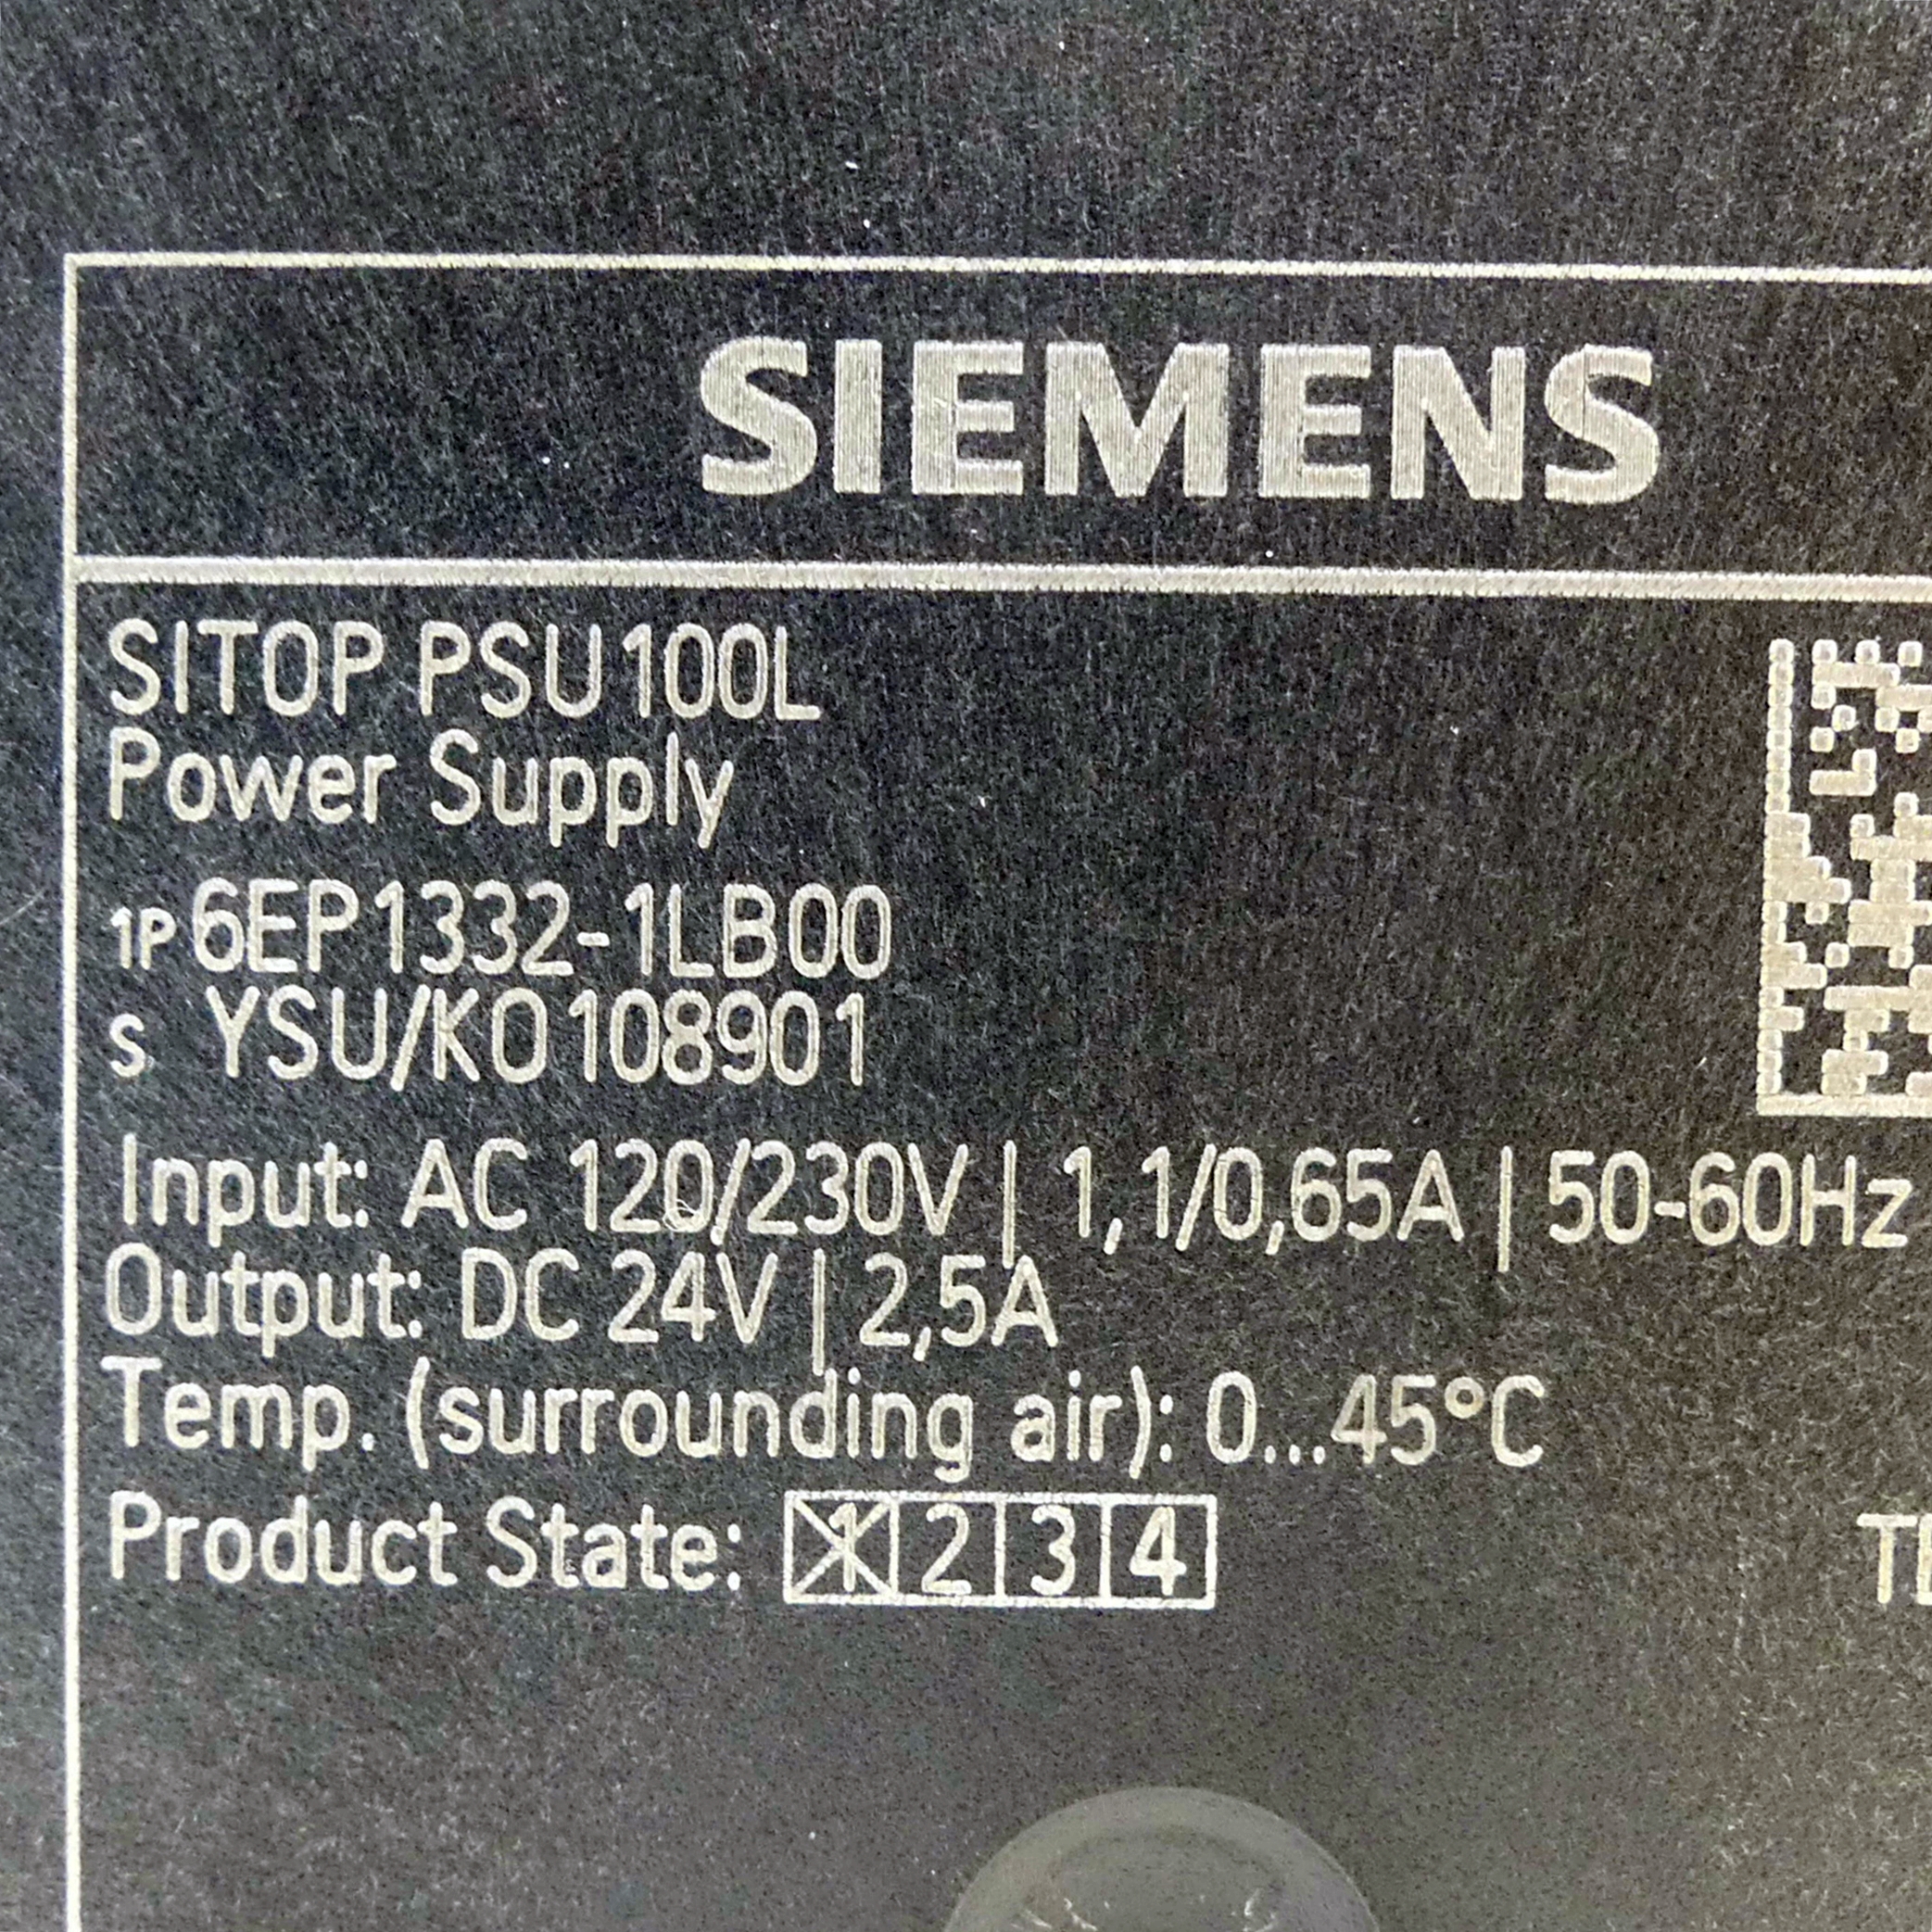 SIEMENS
SITOP PSU100L
Power Supply
1P 6EP1332-1LB00
S YSU/KO108901
Input: AC 120/230V | 1,1/0,65A | 50-60Hz
Output: DC 24V | 2,5A
Temp. (surrounding air): 0...45°C
Product State: 1 2 3 4